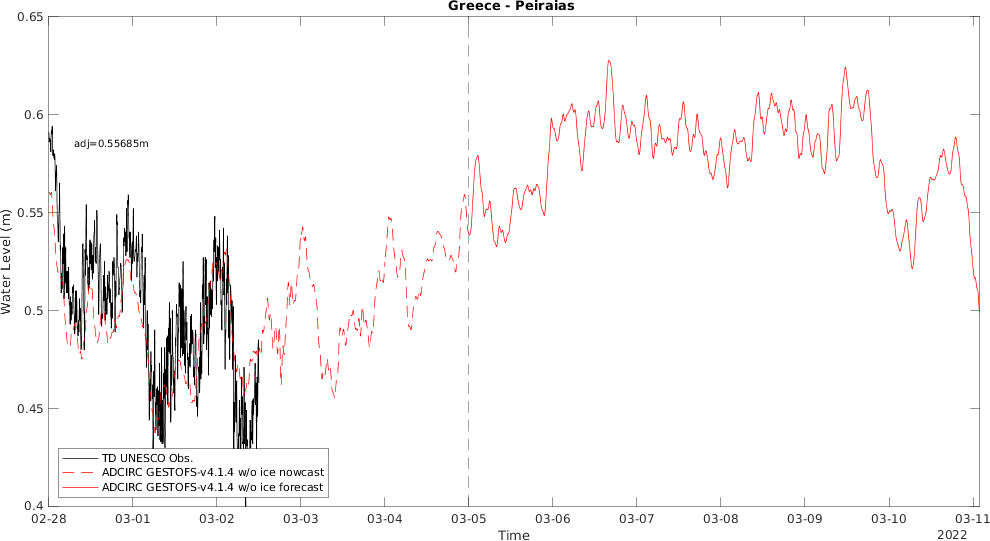 Greece - Peiraias
0.65
0.6
0.55
0.5
0.45
0.4
Water Level (m)
adj=0.55685m
TD UNESCO Obs.
ADCIRC GESTOFS-v4.1.4 w/o ice nowcast
ADCIRC GESTOFS-v4.1.4 w/o ice forecast
02-28 03-01 03-02 03-03 03-04 03-05 03-06 03-07 03-08 03-09 03-10 03-11
Time
2022